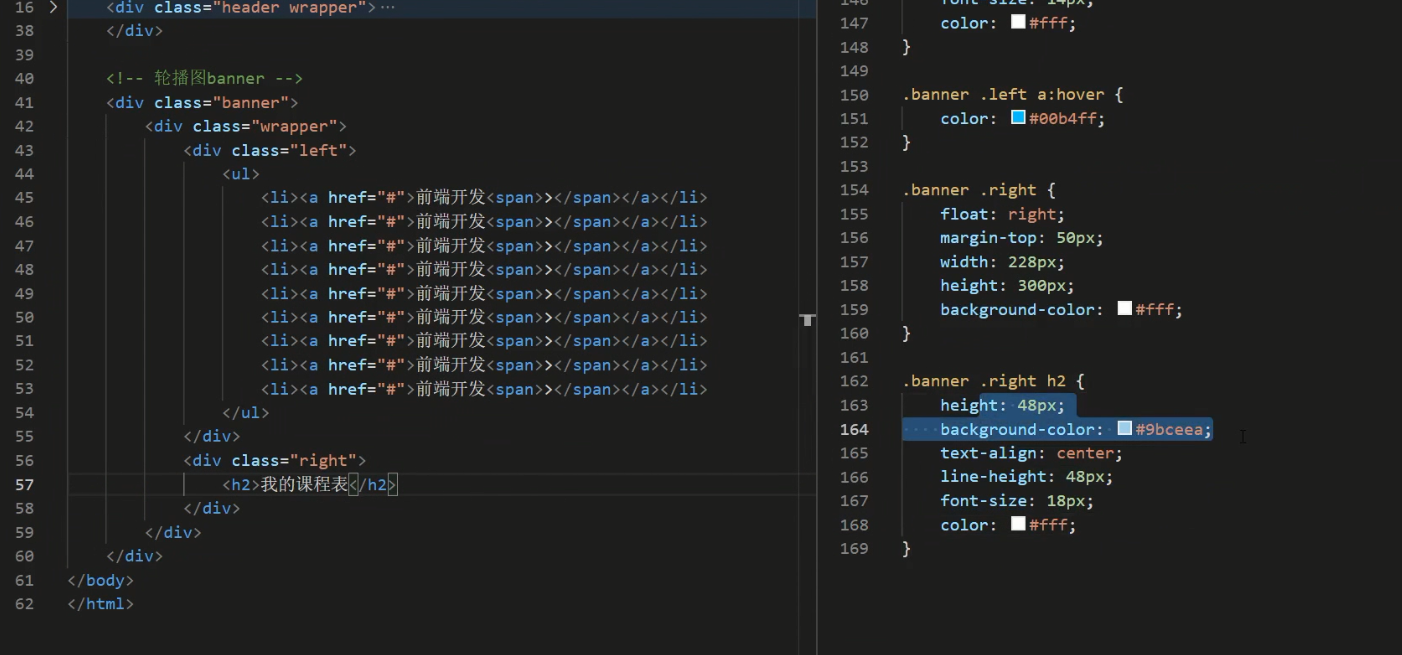 16 <div class="header wrapper">···
38 </div>
39
40 <!-- 轮播图banner -->
41 <div class="banner">
42 <div class="wrapper">
43 <div class="left">
44 <ul>
45 <li><a href="#">前端开发<span>></span></a></li>
46 <li><a href="#">前端开发<span>></span></a></li>
47 <li><a href="#">前端开发<span>></span></a></li>
48 <li><a href="#">前端开发<span>></span></a></li>
49 <li><a href="#">前端开发<span>></span></a></li>
50 <li><a href="#">前端开发<span>></span></a></li>
51 <li><a href="#">前端开发<span>></span></a></li>
52 <li><a href="#">前端开发<span>></span></a></li>
53 <li><a href="#">前端开发<span>></span></a></li>
54 </ul>
55 </div>
56 <div class="right">
57 <h2>我的课程表</h2>
58 </div>
59 </div>
60 </div>
61 </body>
62 </html>
146 font-size: 14px;
147 color: #fff;
148 }
149
150 .banner .left a:hover {
151 color: #00b4ff;
152 }
153
154 .banner .right {
155 float: right;
156 margin-top: 50px;
157 width: 228px;
158 height: 300px;
159 background-color: #fff;
160 }
161
162 .banner .right h2 {
163 height: 48px;
164 background-color: #9bceea;
165 text-align: center;
166 line-height: 48px;
167 font-size: 18px;
168 color: #fff;
169 }